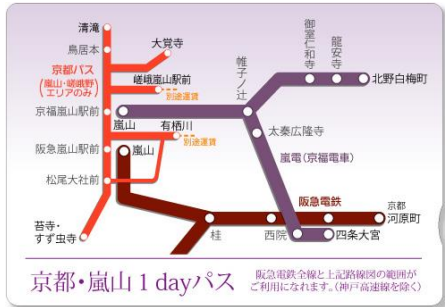 清滝
鳥居本
大覚寺
京都バス
(嵐山・嵯峨野
エリアのみ)
嵯峨嵐山駅前
別途運賃
京福嵐山駅前
嵐山
有栖川
別途運賃
阪急嵐山駅前
嵐山
松尾大社前
苔寺・
すず虫寺
帷子ノ辻
御室仁和寺
龍安寺
北野白梅町
太秦広隆寺
嵐電(京福電車)
阪急電鉄
京都
河原町
桂
西院
四条大宮
京都・嵐山1dayパス
阪急電鉄全線と上記路線図の範囲が
ご利用になれます。(神戸高速線を除く)